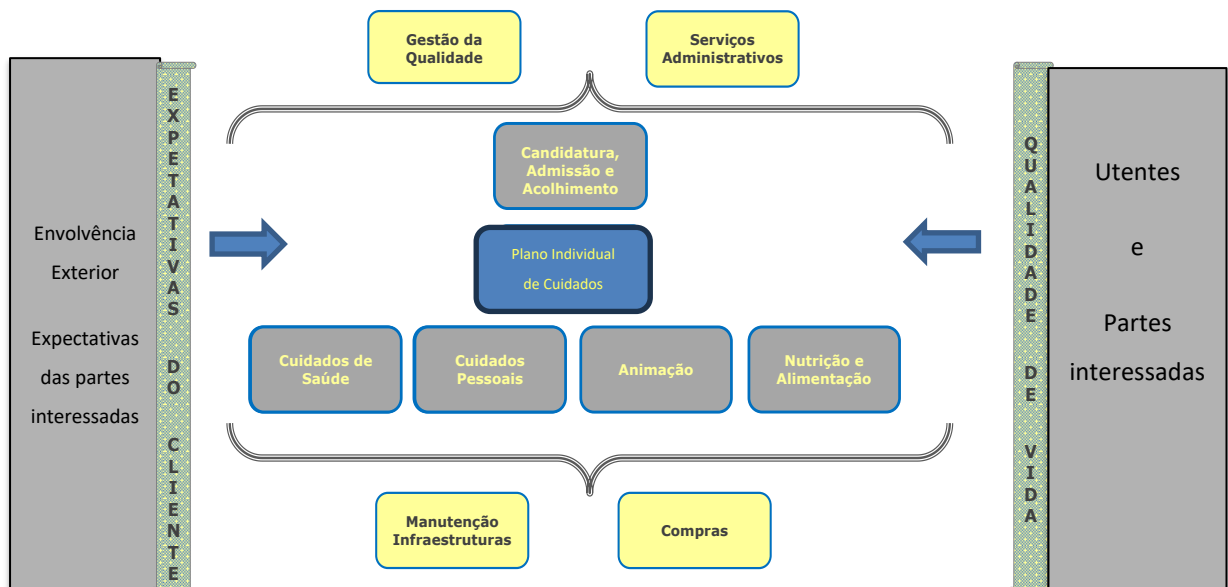 Gestão da
Qualidade
Serviços
Administrativos
Envolvência
Exterior
Expectativas
das partes
interessadas
EXPETATIVAS DO CLIENTE
Candidatura,
Admissão e
Acolhimento
Plano Individual
de Cuidados
Cuidados de
Saúde
Cuidados
Pessoais
Animação
Nutrição e
Alimentação
QUALIDADE DE VIDA
Utentes
e
Partes
interessadas
Manutenção
Infraestruturas
Compras